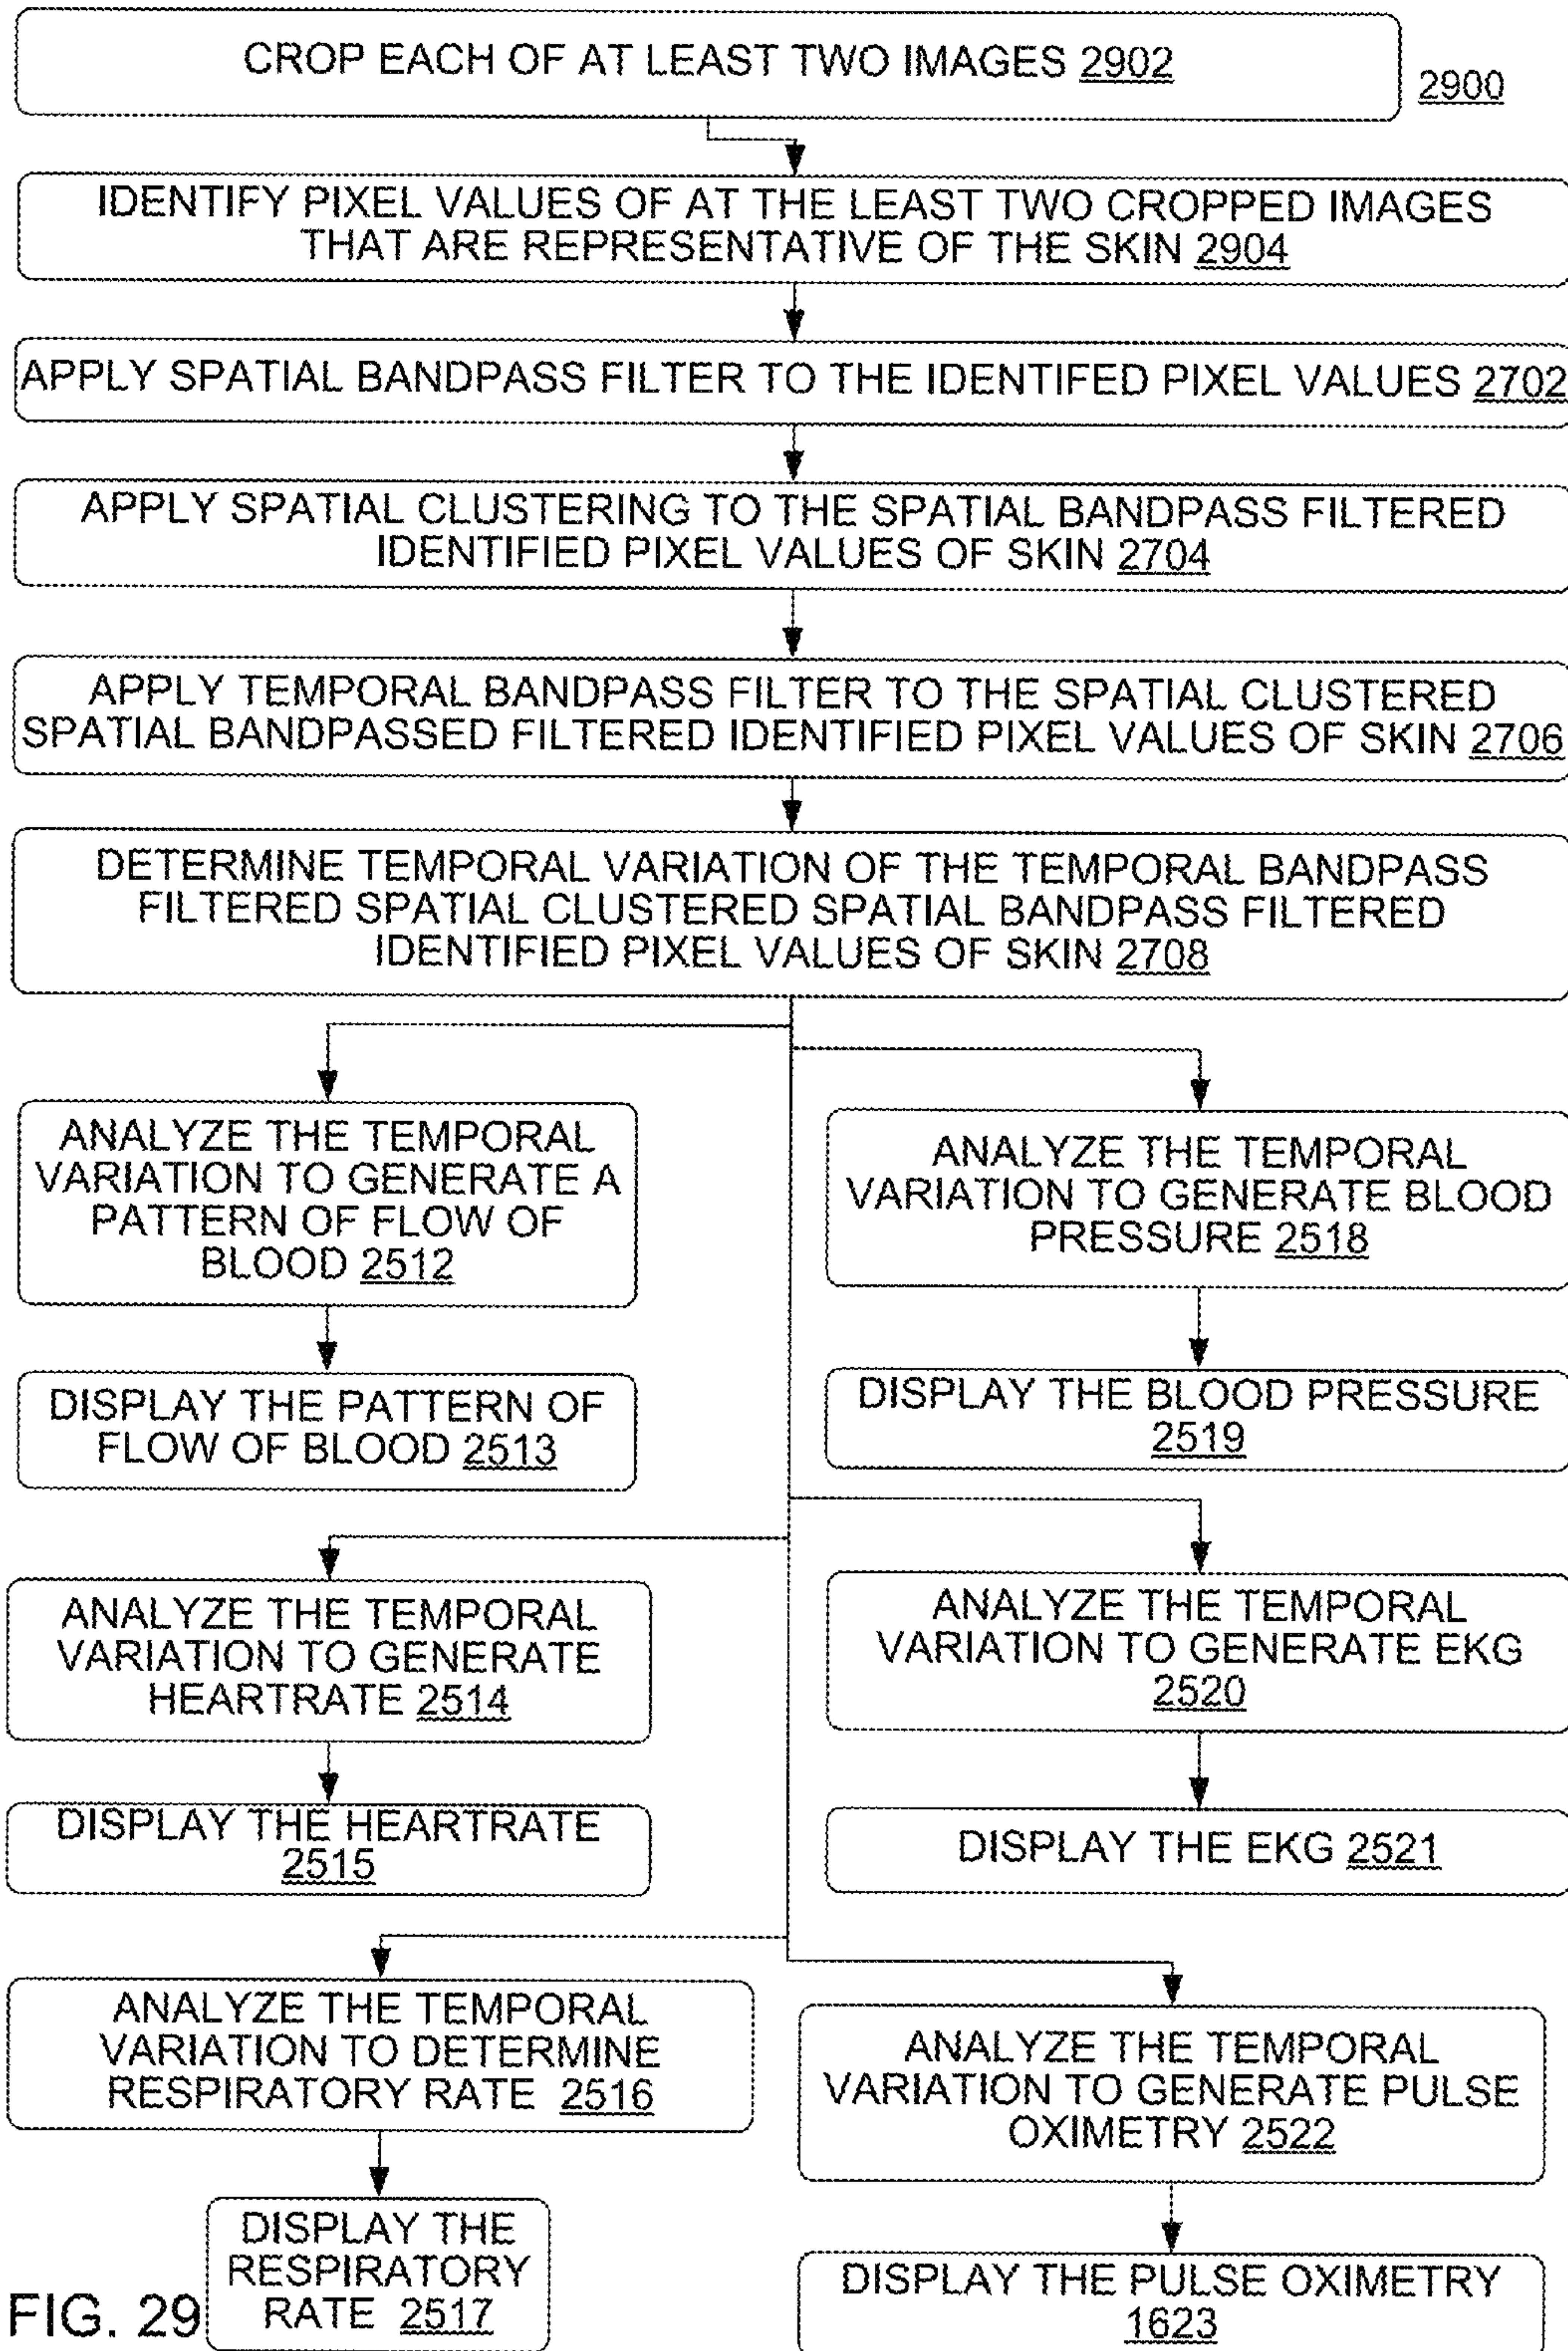 CROP EACH OF AT LEAST TWO IMAGES 2902
2900
IDENTIFY PIXEL VALUES OF AT THE LEAST TWO CROPPED IMAGES
THAT ARE REPRESENTATIVE OF THE SKIN 2904
APPLY SPATIAL BANDPASS FILTER TO THE IDENTIFED PIXEL VALUES 2702
APPLY SPATIAL CLUSTERING TO THE SPATIAL BANDPASS FILTERED
IDENTIFIED PIXEL VALUES OF SKIN 2704
APPLY TEMPORAL BANDPASS FILTER TO THE SPATIAL CLUSTERED
SPATIAL BANDPASSED FILTERED IDENTIFIED PIXEL VALUES OF SKIN 2706
DETERMINE TEMPORAL VARIATION OF THE TEMPORAL BANDPASS
FILTERED SPATIAL CLUSTERED SPATIAL BANDPASS FILTERED
IDENTIFIED PIXEL VALUES OF SKIN 2708
ANALYZE THE TEMPORAL
VARIATION TO GENERATE A
PATTERN OF FLOW OF
BLOOD 2512
ANALYZE THE TEMPORAL
VARIATION TO GENERATE BLOOD
PRESSURE 2518
DISPLAY THE PATTERN OF
FLOW OF BLOOD 2513
DISPLAY THE BLOOD PRESSURE
2519
ANALYZE THE TEMPORAL
VARIATION TO GENERATE
HEARTRATE 2514
ANALYZE THE TEMPORAL
VARIATION TO GENERATE EKG
2520
DISPLAY THE HEARTRATE
2515
DISPLAY THE EKG 2521
ANALYZE THE TEMPORAL
VARIATION TO DETERMINE
RESPIRATORY RATE 2516
ANALYZE THE TEMPORAL
VARIATION TO GENERATE PULSE
OXIMETRY 2522
DISPLAY THE
RESPIRATORY
RATE 2517
DISPLAY THE PULSE OXIMETRY
1623
FIG. 29